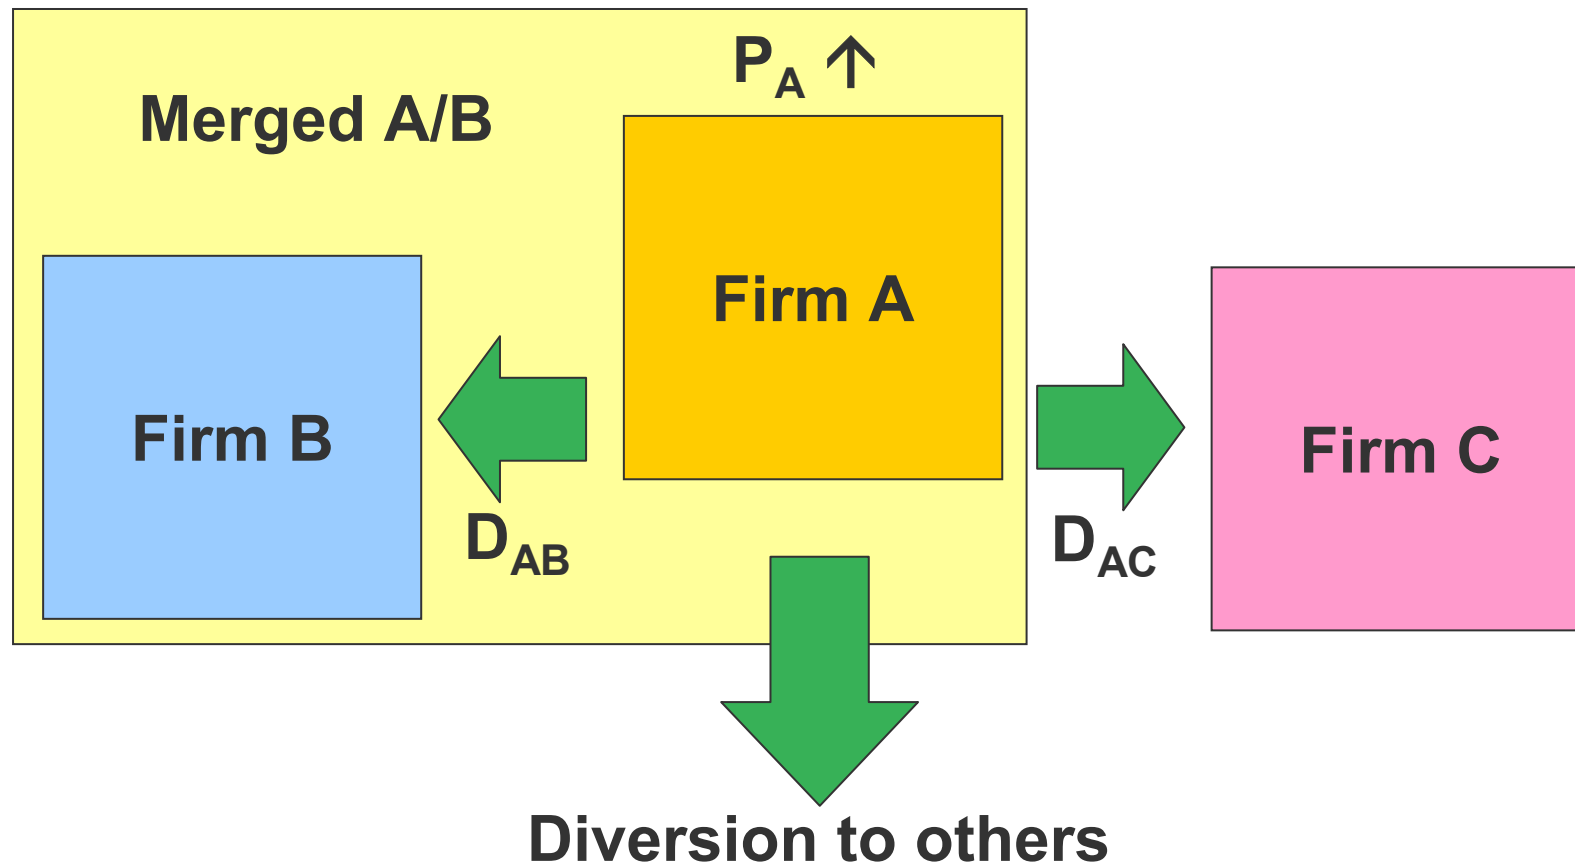 P_A ↑
Merged A/B
Firm A
Firm B
Firm C
D_AB
D_AC
Diversion to others